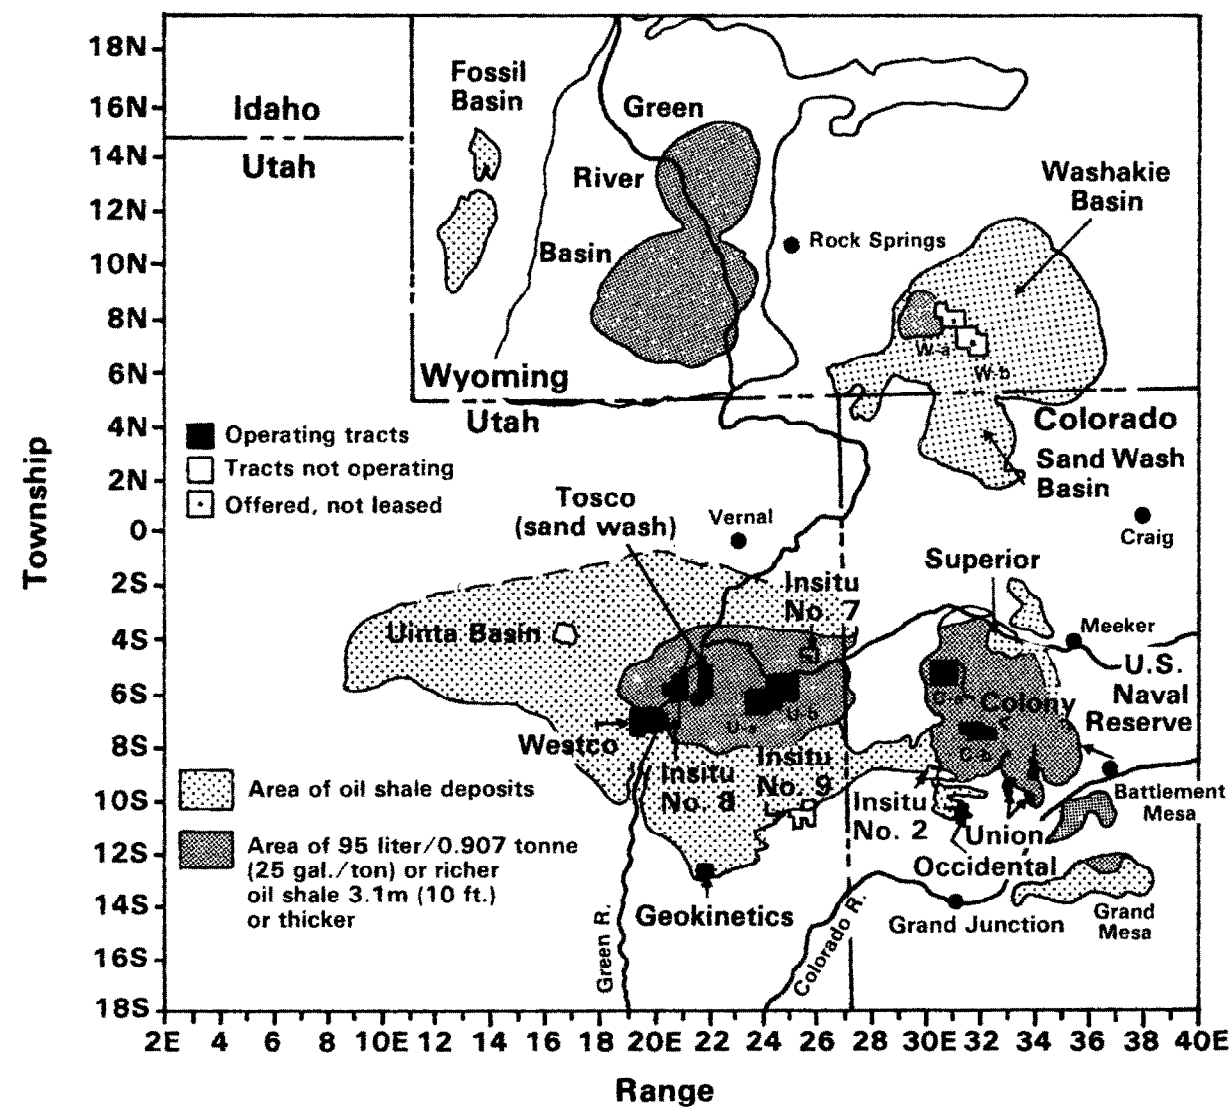 18N
16N
14N
12N
10N
8N
6N
4N
2N
0
2S
4S
6S
8S
10S
12S
14S
16S
18S
Township
2E
4
6
8
10E
12
14
16
18
20E
22
24
26
28
30E
32
34
36
38
40E
Range
Idaho
Utah
Fossil
Basin
Green
River
Basin
Rock Springs
Washakie
Basin
W-a
W-b
Wyoming
Utah
Colorado
Sand Wash
Basin
Operating tracts
Tracts not operating
Offered, not leased
Tosco
(sand wash)
Vernal
Craig
Superior
Insitu
No. 7
Uinta Basin
Meeker
U.S.
Naval
Reserve
Colony
C-a
C-b
U-a
U-b
Westco
Insitu
No. 8
Insitu
No. 9
Insitu
No. 2
Union
Occidental
Battlement
Mesa
Area of oil shale deposits
Area of 95 liter/0.907 tonne
(25 gal./ton) or richer
oil shale 3.1m (10 ft.)
or thicker
Geokinetics
Green R.
Colorado R.
Grand Junction
Grand
Mesa